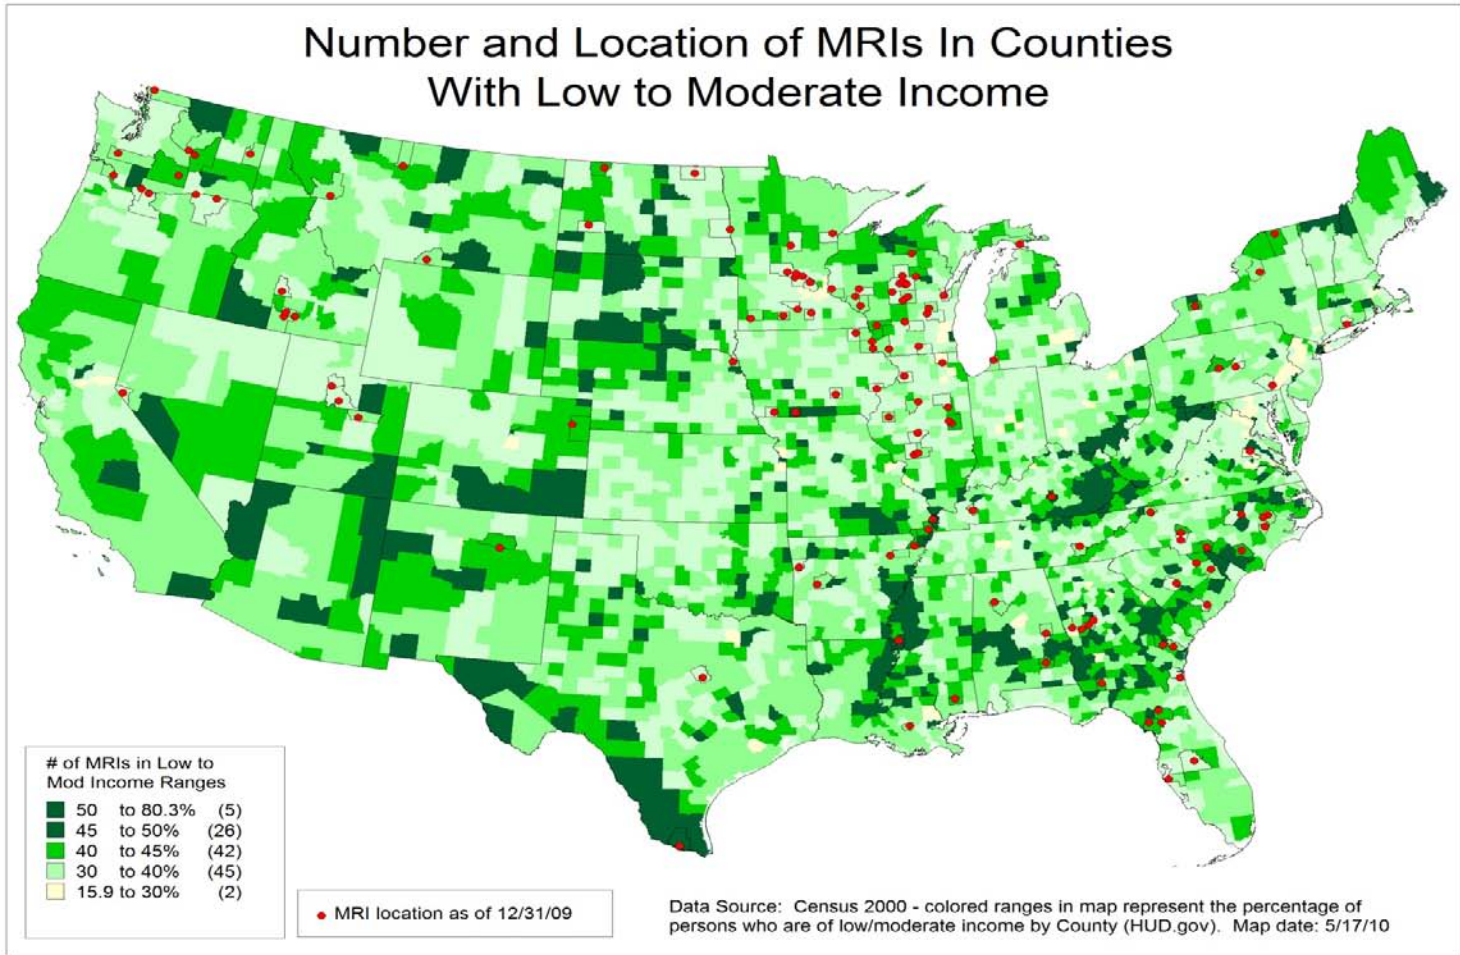 Number and Location of MRIs In Counties
With Low to Moderate Income
# of MRIs in Low to
Mod Income Ranges
50 to 80.3% (5)
45 to 50% (26)
40 to 45% (42)
30 to 40% (45)
15.9 to 30% (2)
MRI location as of 12/31/09
Data Source: Census 2000 - colored ranges in map represent the percentage of
persons who are of low/moderate income by County (HUD.gov). Map date: 5/17/10